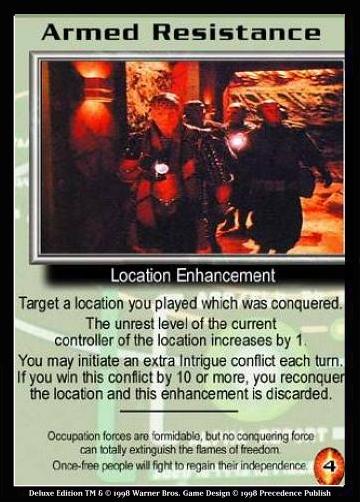 Armed Resistance
Location Enhancement
Target a location you played which was conquered.
The unrest level of the current
controller of the location increases by 1.
You may initiate an extra Intrigue conflict each turn.
If you win this conflict by 10 or more, you reconquer
the location and this enhancement is discarded.
Occupation forces are formidable, but no conquering force
can totally extinguish the flames of freedom.
Once-free people will fight to regain their independence.
4
Deluxe Edition TM & © 1998 Warner Bros. Game Design © 1998 Precedence Publish